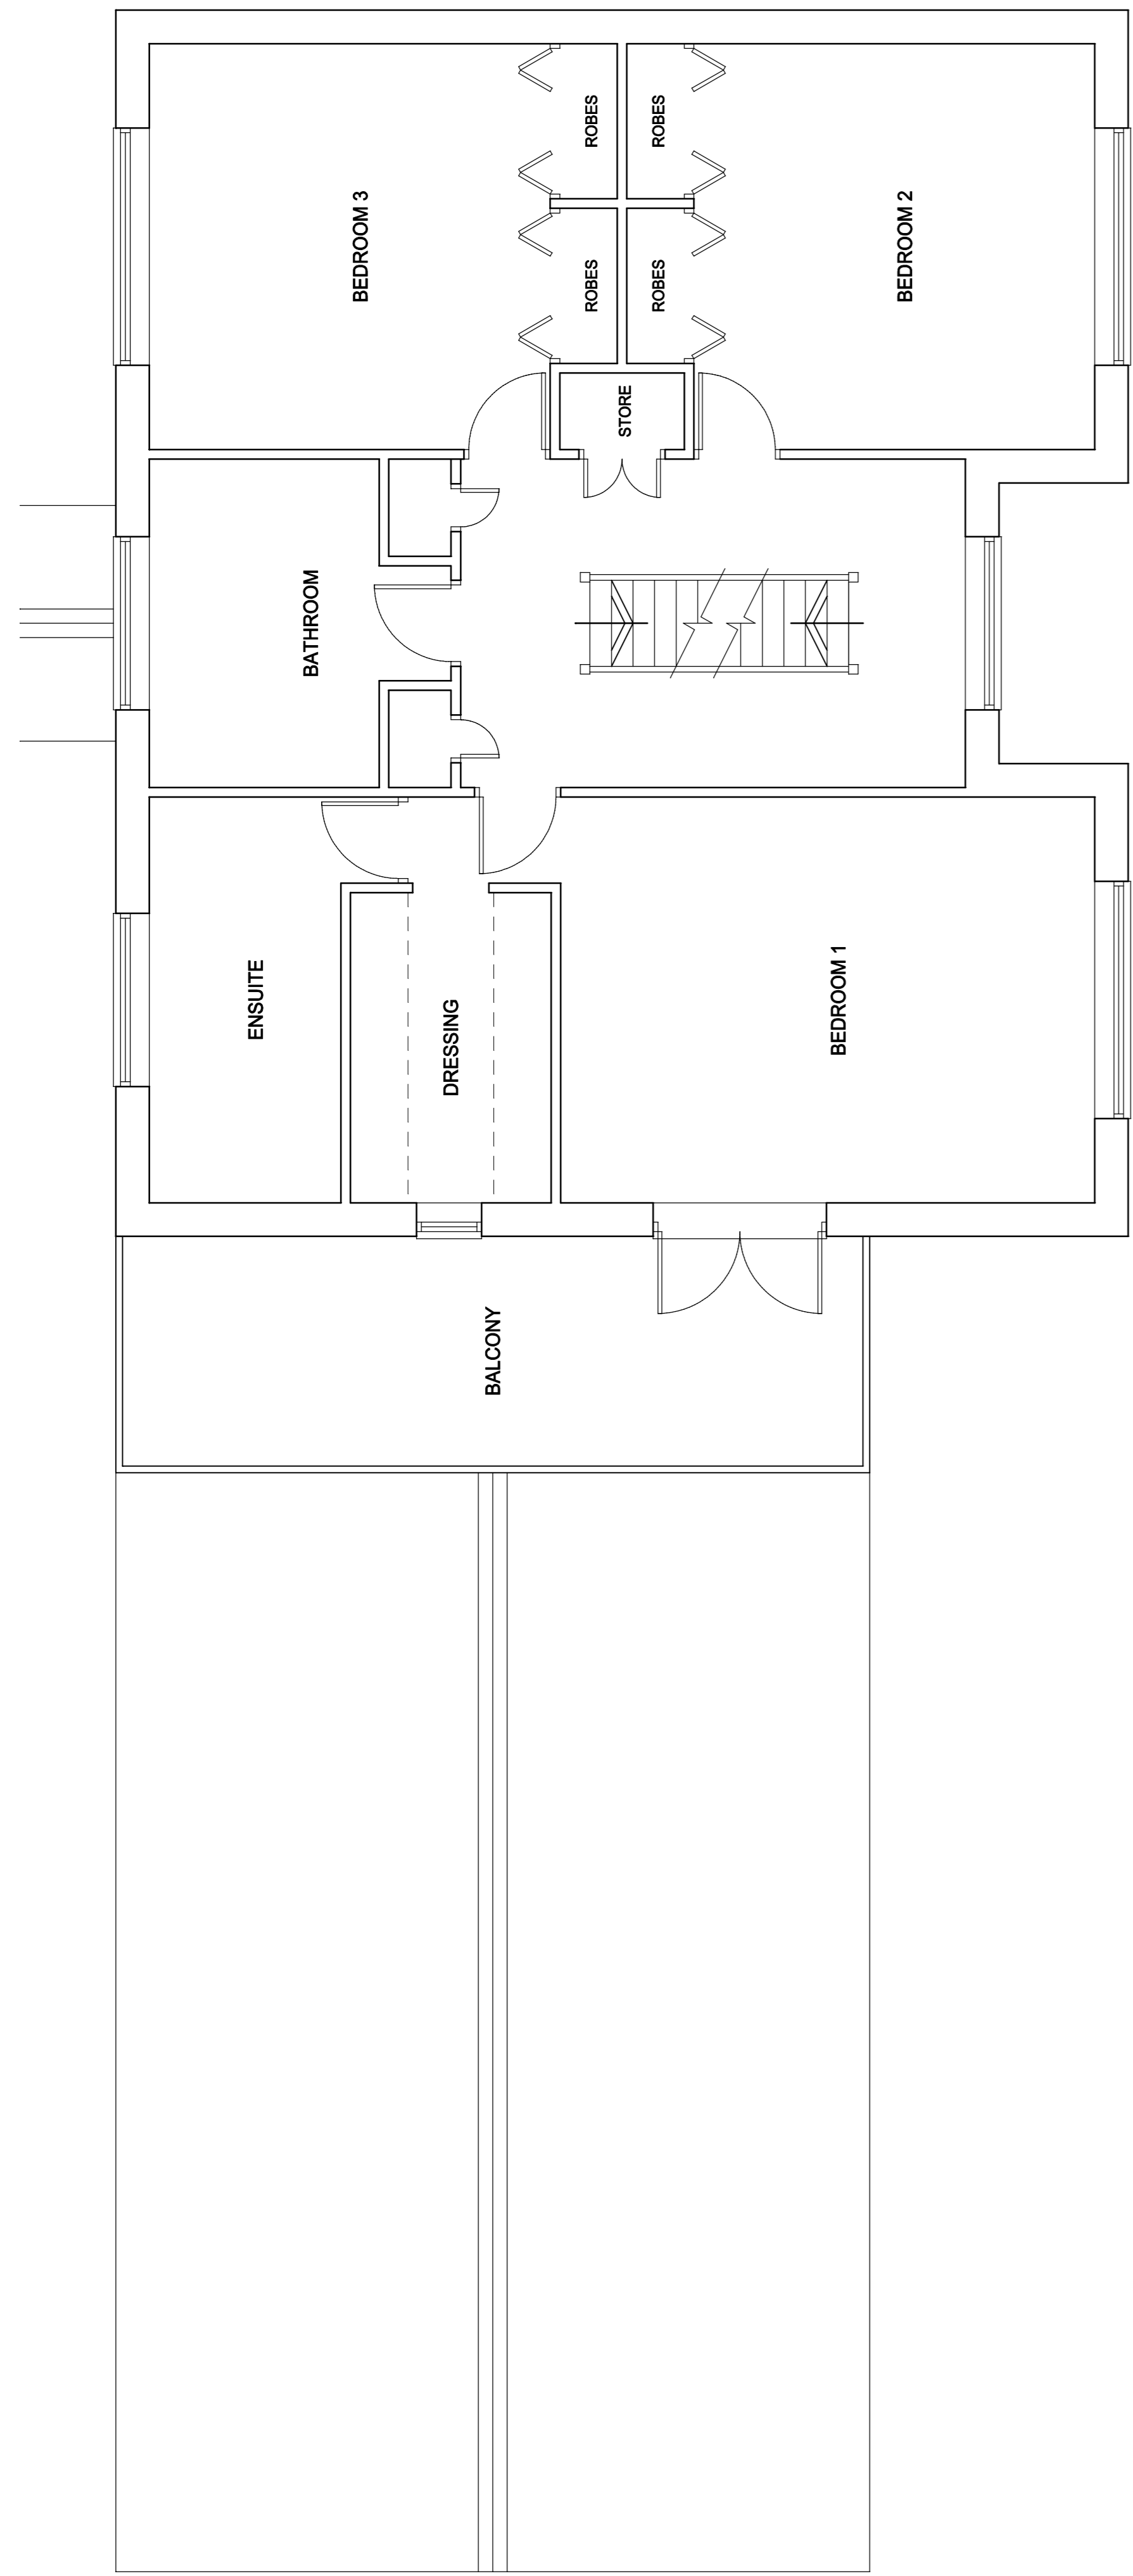 BEDROOM 3
ROBES
ROBES
ROBES
ROBES
BEDROOM 2
STORE
BATHROOM
ENSUITE
DRESSING
BEDROOM 1
BALCONY